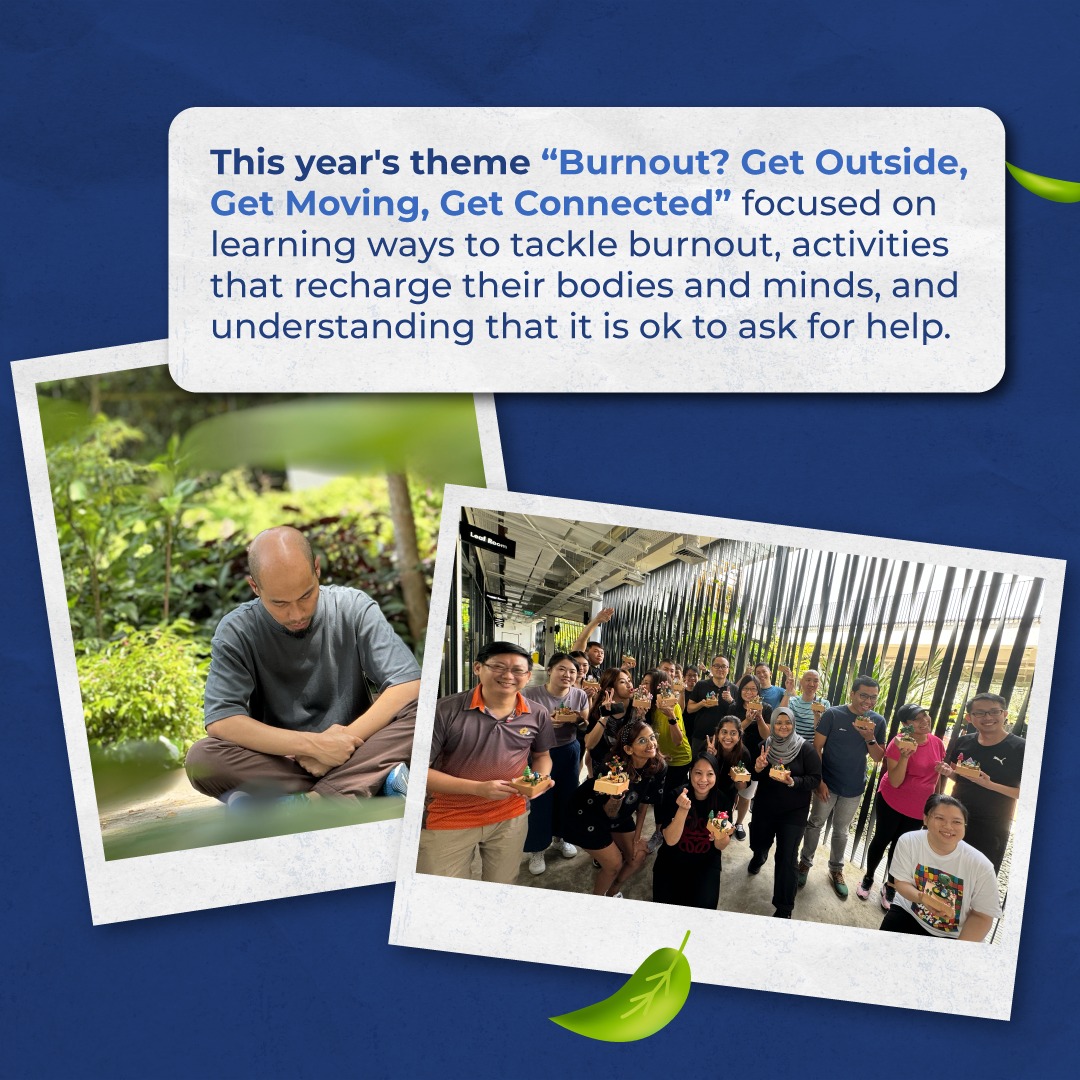 This year's theme “Burnout? Get Outside,
Get Moving, Get Connected” focused on
learning ways to tackle burnout, activities
that recharge their bodies and minds, and
understanding that it is ok to ask for help.
Leaf Room